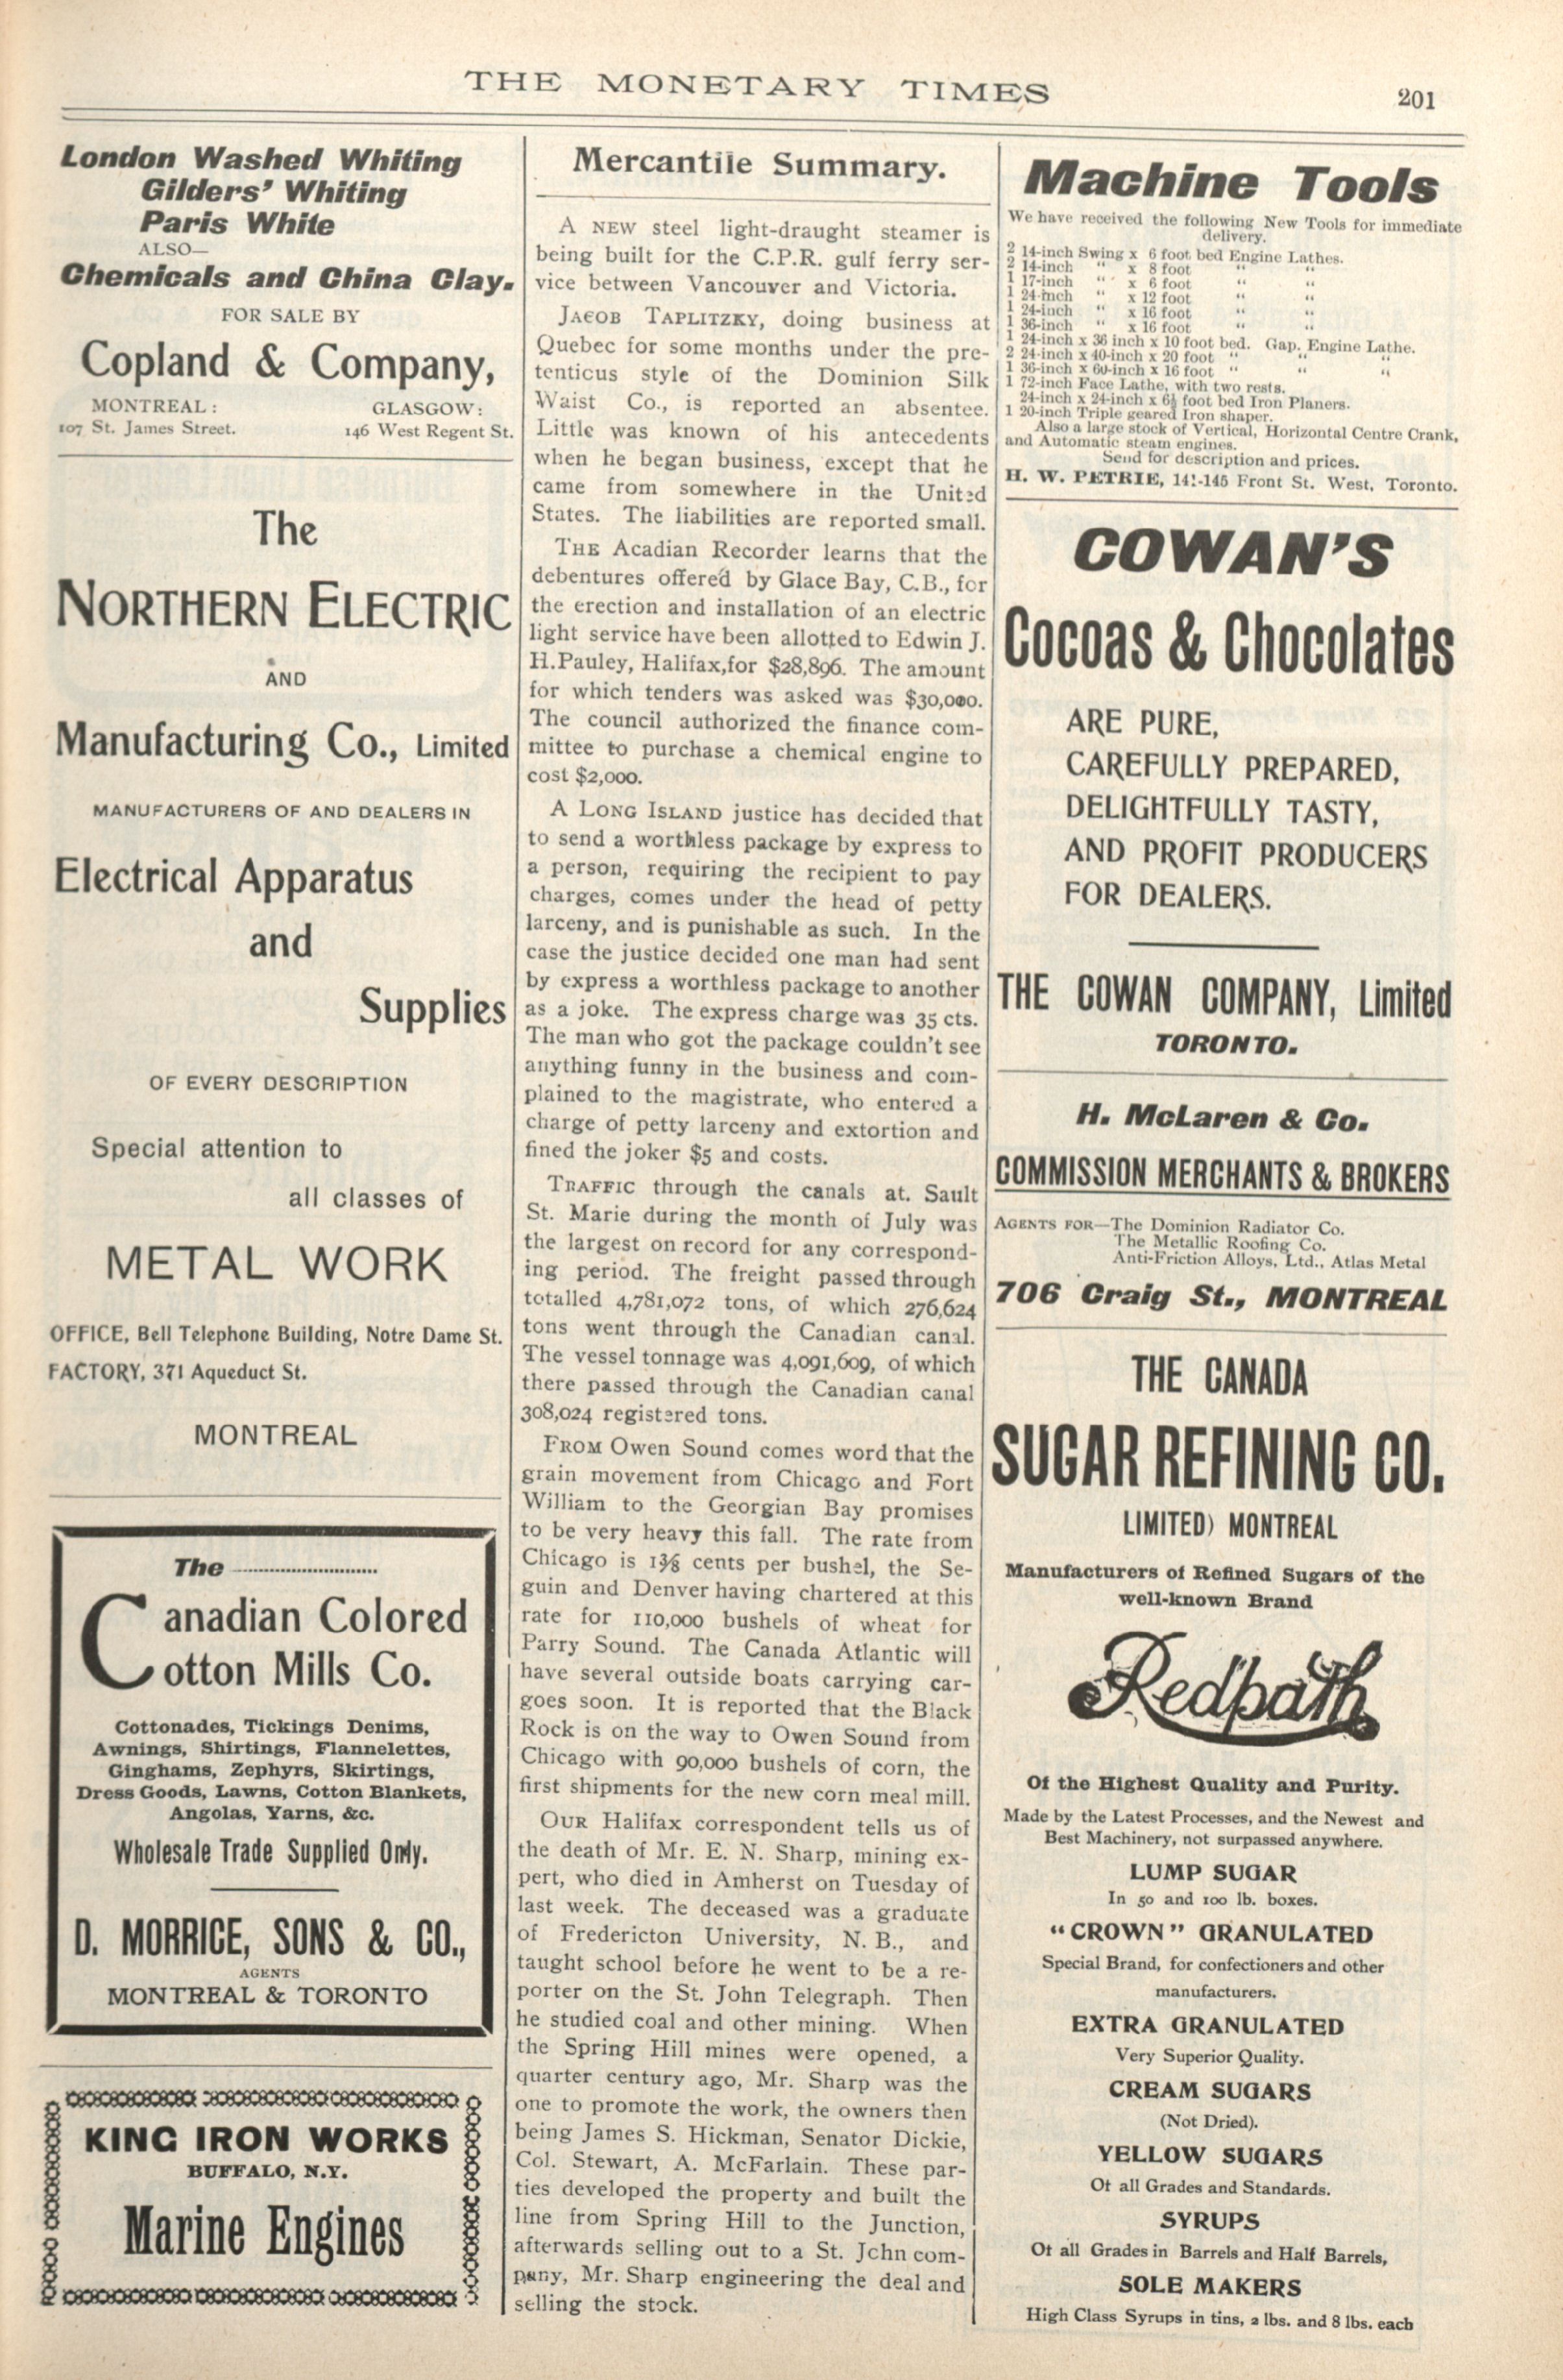 THE MONETARY TIMES
201
London Washed Whiting
Gilders' Whiting
Paris White
ALSO—
Chemicals and China Clay.
FOR SALE BY
Copland & Company,
MONTREAL: GLASGOW:
107 St. James Street. 146 West Regent St.
The
NORTHERN ELECTRIC
AND
Manufacturing Co., Limited
MANUFACTURERS OF AND DEALERS IN
Electrical Apparatus
and
Supplies
OF EVERY DESCRIPTION
Special attention to
all classes of
METAL WORK
OFFICE, Bell Telephone Building, Notre Dame St.
FACTORY, 371 Aqueduct St.
MONTREAL
The
Canadian Colored
Cotton Mills Co.
Cottonades, Tickings Denims,
Awnings, Shirtings, Flannelettes,
Ginghams, Zephyrs, Skirtings,
Dress Goods, Lawns, Cotton Blankets,
Angolas, Yarns, &c.
Wholesale Trade Supplied Only.
D. MORRICE, SONS & CO.,
AGENTS
MONTREAL & TORONTO
KING IRON WORKS
BUFFALO, N.Y.
Marine Engines
Mercantile Summary.
A NEW steel light-draught steamer is
being built for the C.P.R. gulf ferry ser-
vice between Vancouver and Victoria.
JACOB TAPLITZKY, doing business at
Quebec for some months under the pre-
tenticus style of the Dominion Silk
Waist Co., is reported an absentee.
Little was known of his antecedents
when he began business, except that he
came from somewhere in the United
States. The liabilities are reported small.
THE Acadian Recorder learns that the
debentures offered by Glace Bay, C.B., for
the erection and installation of an electric
light service have been allotted to Edwin J.
H.Pauley, Halifax,for $28,896. The amount
for which tenders was asked was $30,000.
The council authorized the finance com-
mittee to purchase a chemical engine to
cost $2,000.
A LONG ISLAND justice has decided that
to send a worthless package by express to
a person, requiring the recipient to pay
charges, comes under the head of petty
larceny, and is punishable as such. In the
case the justice decided one man had sent
by express a worthless package to another
as a joke. The express charge was 35 cts.
The man who got the package couldn't see
anything funny in the business and com-
plained to the magistrate, who entered a
charge of petty larceny and extortion and
fined the joker $5 and costs.
TRAFFIC through the canals at. Sault
St. Marie during the month of July was
the largest on record for any correspond-
ing period. The freight passed through
totalled 4,781,072 tons, of which 276,624
tons went through the Canadian canal.
The vessel tonnage was 4,091,609, of which
there passed through the Canadian canal
308,024 registered tons.
FROM Owen Sound comes word that the
grain movement from Chicago and Fort
William to the Georgian Bay promises
to be very heavy this fall. The rate from
Chicago is 1⅜ cents per bushel, the Se-
guin and Denver having chartered at this
rate for 110,000 bushels of wheat for
Parry Sound. The Canada Atlantic will
have several outside boats carrying car-
goes soon. It is reported that the Black
Rock is on the way to Owen Sound from
Chicago with 90,000 bushels of corn, the
first shipments for the new corn meal mill.
OUR Halifax correspondent tells us of
the death of Mr. E. N. Sharp, mining ex-
pert, who died in Amherst on Tuesday of
last week. The deceased was a graduate
of Fredericton University, N. B., and
taught school before he went to be a re-
porter on the St. John Telegraph. Then
he studied coal and other mining. When
the Spring Hill mines were opened, a
quarter century ago, Mr. Sharp was the
one to promote the work, the owners then
being James S. Hickman, Senator Dickie,
Col. Stewart, A. McFarlain. These par-
ties developed the property and built the
line from Spring Hill to the Junction,
afterwards selling out to a St. John com-
pany, Mr. Sharp engineering the deal and
selling the stock.
Machine Tools
We have received the following New Tools for immediate
delivery.
2 14-inch Swing x 6 foot bed Engine Lathes.
2 14-inch " x 8 foot " "
1 17-inch " x 6 foot " "
1 24-inch " x 12 foot " "
1 24-inch " x 16 foot " "
1 36-inch " x 16 foot " "
1 24-inch x 36 inch x 10 foot bed. Gap. Engine Lathe.
2 24-inch x 40-inch x 20 foot " " "
1 36-inch x 60-inch x 16 foot " " "
1 72-inch Face Lathe, with two rests.
24-inch x 24-inch x 6½ foot bed Iron Planers.
1 20-inch Triple geared Iron shaper.
Also a large stock of Vertical, Horizontal Centre Crank,
and Automatic steam engines.
Send for description and prices.
H. W. PETRIE, 141-145 Front St. West, Toronto.
COWAN'S
Cocoas & Chocolates
ARE PURE,
CAREFULLY PREPARED,
DELIGHTFULLY TASTY,
AND PROFIT PRODUCERS
FOR DEALERS.
THE COWAN COMPANY, Limited
TORONTO.
H. McLaren & Co.
COMMISSION MERCHANTS & BROKERS
AGENTS FOR—The Dominion Radiator Co.
The Metallic Roofing Co.
Anti-Friction Alloys, Ltd., Atlas Metal
706 Craig St., MONTREAL
THE CANADA
SUGAR REFINING CO.
LIMITED) MONTREAL
Manufacturers of Refined Sugars of the
well-known Brand
Redpath
Of the Highest Quality and Purity.
Made by the Latest Processes, and the Newest and
Best Machinery, not surpassed anywhere.
LUMP SUGAR
In 50 and 100 lb. boxes.
"CROWN" GRANULATED
Special Brand, for confectioners and other
manufacturers.
EXTRA GRANULATED
Very Superior Quality.
CREAM SUGARS
(Not Dried).
YELLOW SUGARS
Of all Grades and Standards.
SYRUPS
Of all Grades in Barrels and Half Barrels,
SOLE MAKERS
High Class Syrups in tins, 2 lbs. and 8 lbs. each